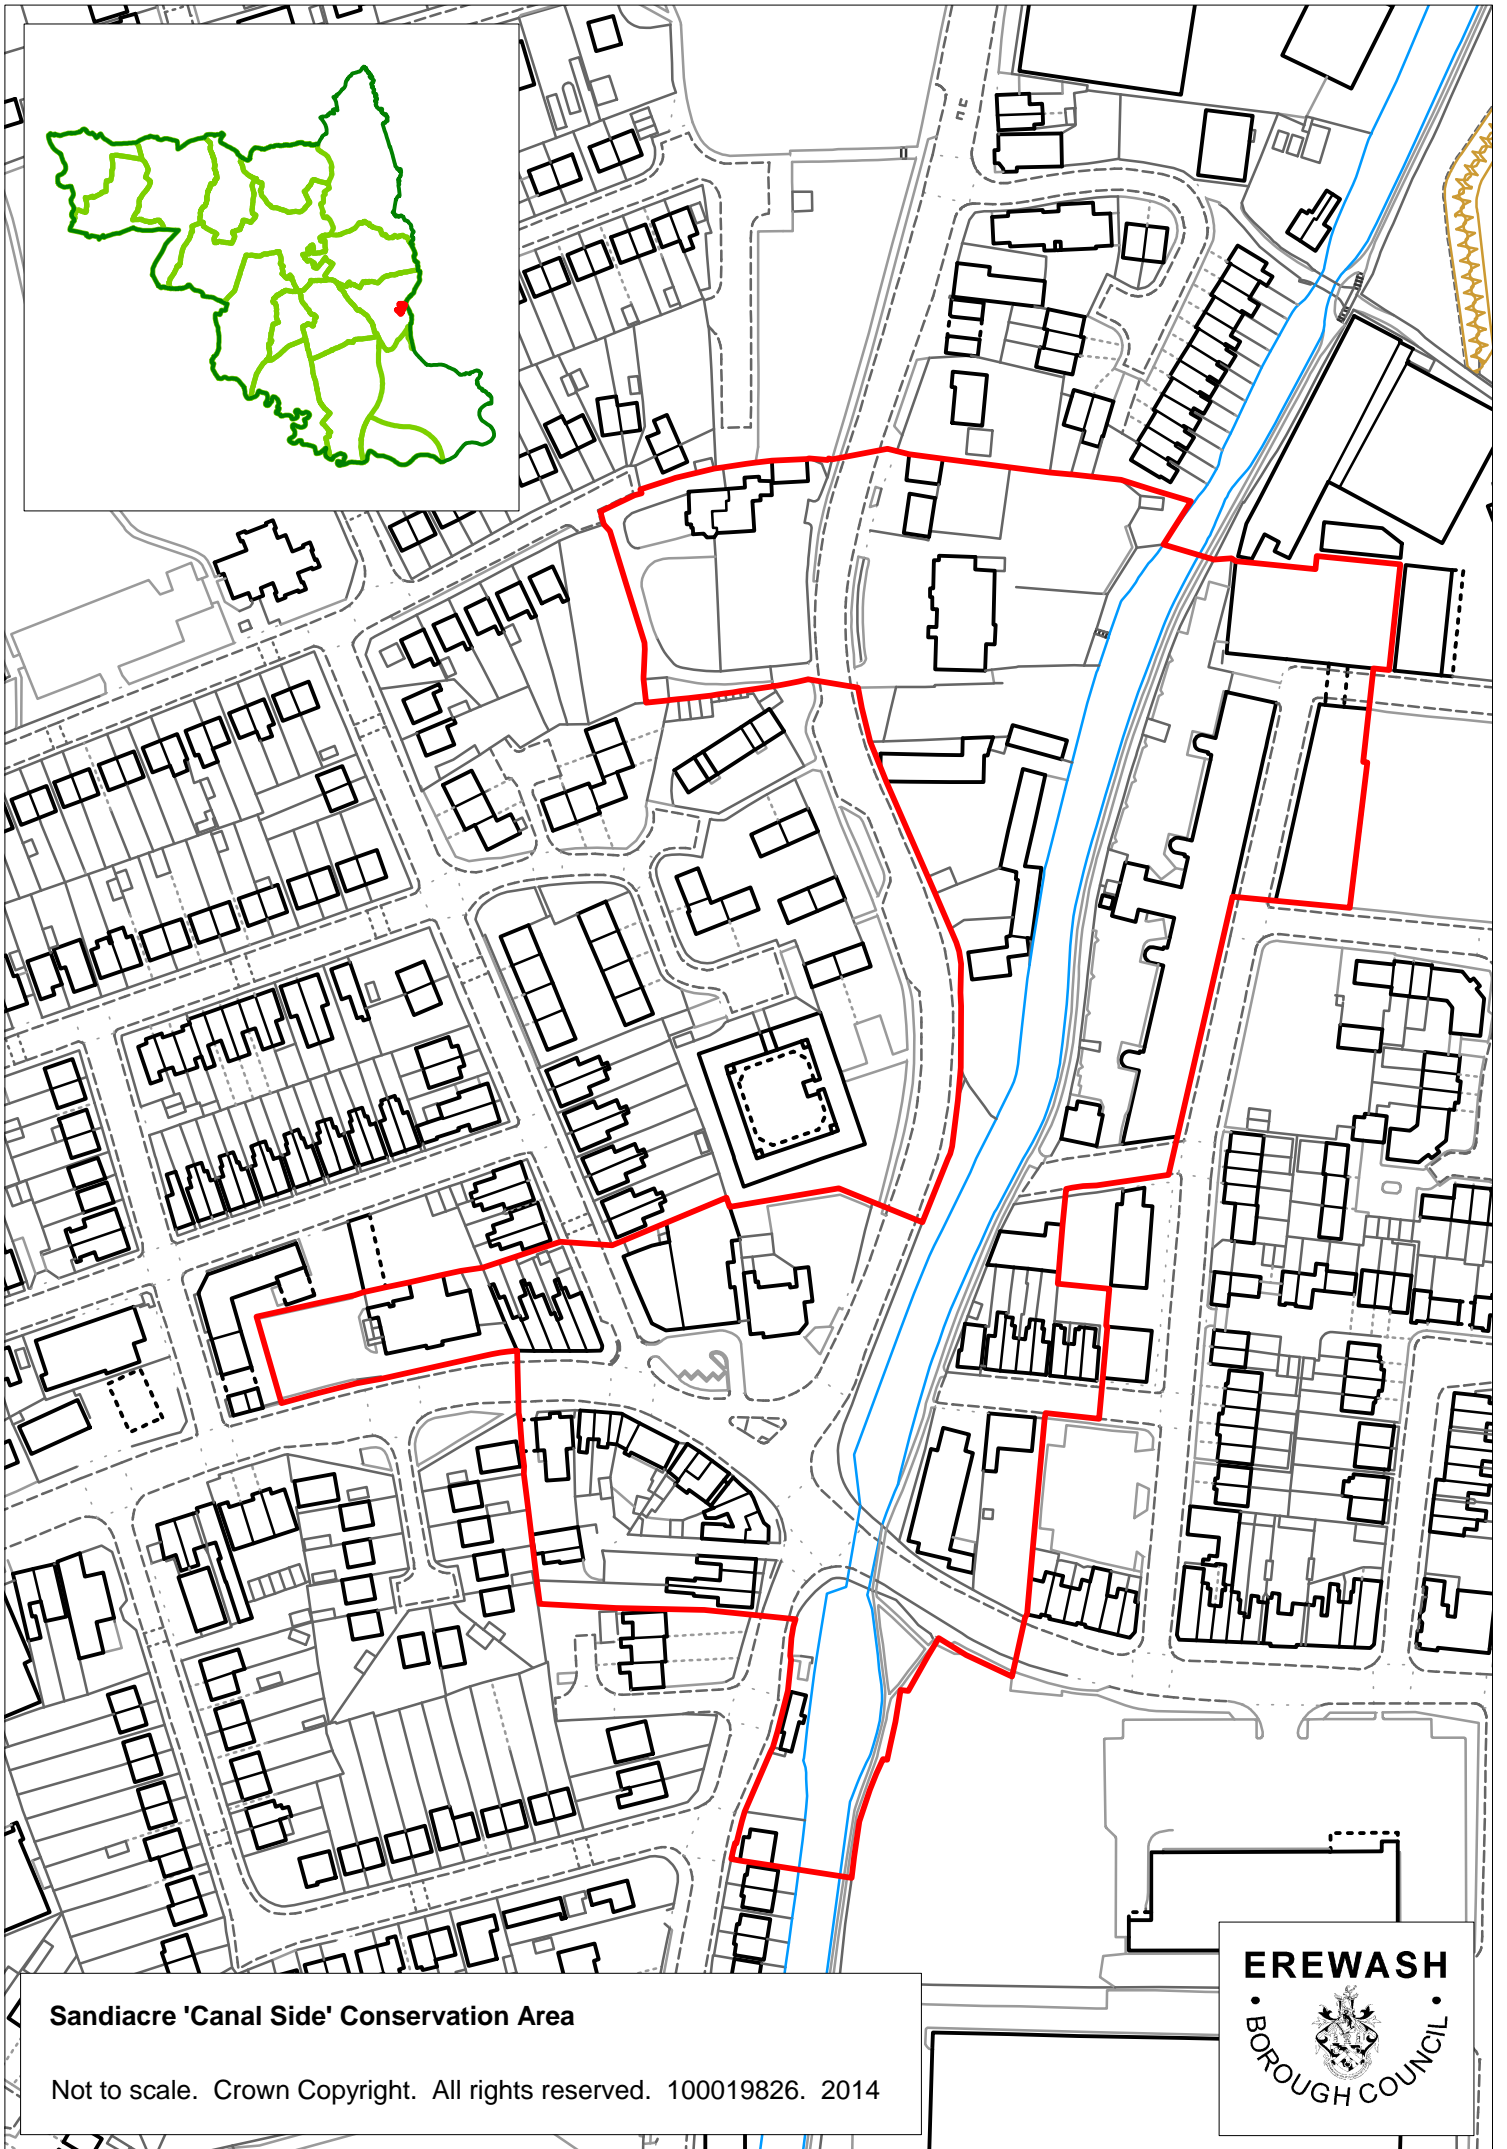 Sandiacre 'Canal Side' Conservation Area
Not to scale. Crown Copyright. All rights reserved. 100019826. 2014
EREWASH
• BOROUGH COUNCIL •